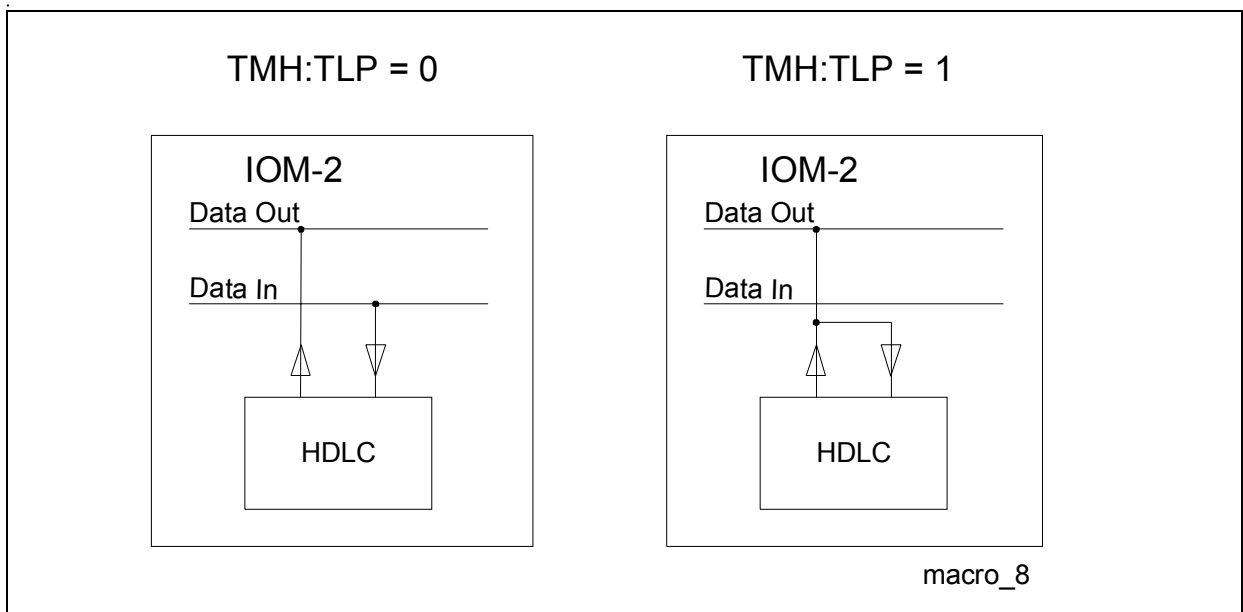 .
TMH:TLP = 0
IOM-2
Data Out
Data In
HDLC
TMH:TLP = 1
IOM-2
Data Out
Data In
HDLC
macro_8